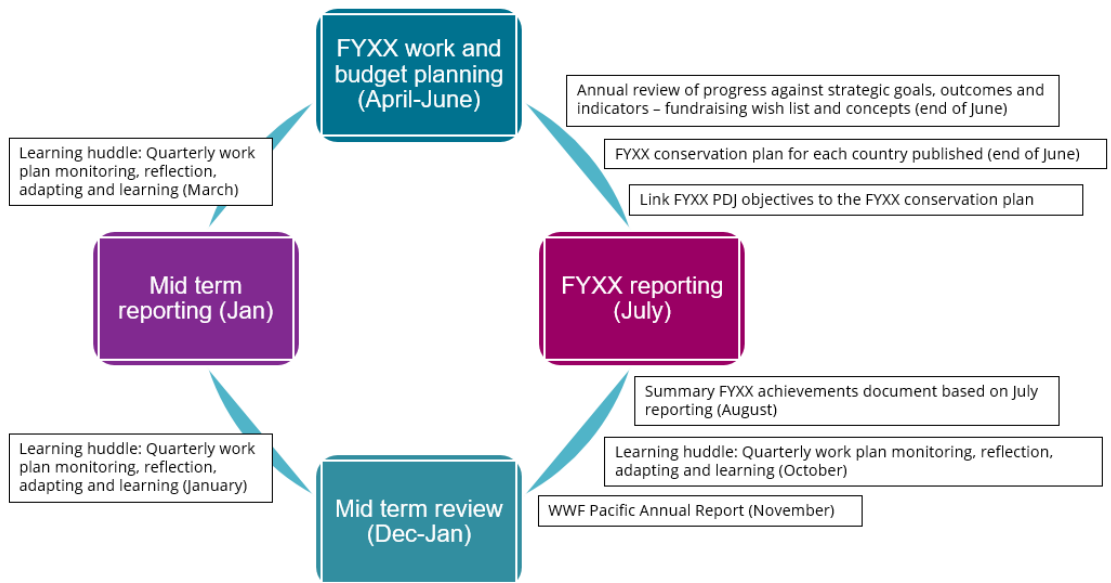 FYXX work and
budget planning
(April-June)
Annual review of progress against strategic goals, outcomes and
indicators – fundraising wish list and concepts (end of June)
FYXX conservation plan for each country published (end of June)
Link FYXX PDJ objectives to the FYXX conservation plan
FYXX reporting
(July)
Summary FYXX achievements document based on July
reporting (August)
Learning huddle: Quarterly work plan monitoring, reflection,
adapting and learning (October)
WWF Pacific Annual Report (November)
Mid term review
(Dec-Jan)
Learning huddle: Quarterly work
plan monitoring, reflection,
adapting and learning (January)
Mid term
reporting (Jan)
Learning huddle: Quarterly work
plan monitoring, reflection,
adapting and learning (March)